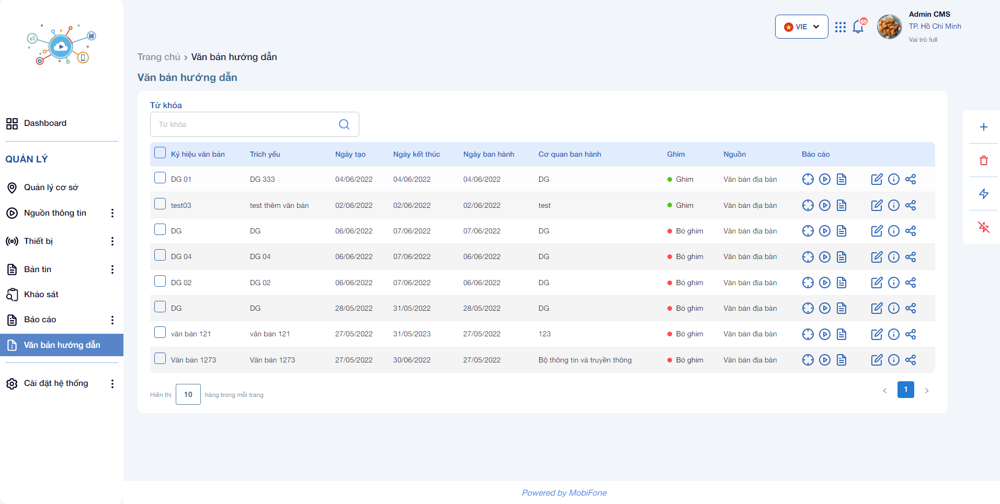 VIE
65
Admin CMS
TP. Hồ Chí Minh
Vai trò full
Trang chủ › Văn bản hướng dẫn
Văn bản hướng dẫn
Dashboard
QUẢN LÝ
Quản lý cơ sở
Nguồn thông tin
Thiết bị
Bản tin
Khảo sát
Báo cáo
Văn bản hướng dẫn
Cài đặt hệ thống
Từ khóa
Từ khóa
Ký hiệu văn bản Trích yếu Ngày tạo Ngày kết thúc Ngày ban hành Cơ quan ban hành Ghim Nguồn Báo cáo
DG 01 DG 333 04/06/2022 04/06/2022 04/06/2022 DG Ghim Văn bản địa bàn
test03 test thêm văn bản 02/06/2022 02/06/2022 02/06/2022 test Ghim Văn bản địa bàn
DG DG 06/06/2022 07/06/2022 07/06/2022 DG Bỏ ghim Văn bản địa bàn
DG 04 DG 04 06/06/2022 07/06/2022 06/06/2022 DG Bỏ ghim Văn bản địa bàn
DG 02 DG 02 06/06/2022 07/06/2022 06/06/2022 DG Bỏ ghim Văn bản địa bàn
DG DG 28/05/2022 31/05/2022 28/05/2022 DG Bỏ ghim Văn bản địa bàn
văn bản 121 văn bản 121 27/05/2022 31/05/2023 27/05/2022 123 Bỏ ghim Văn bản địa bàn
Văn bản 1273 Văn bản 1273 27/05/2022 30/06/2022 27/05/2022 Bộ thông tin và truyền thông Bỏ ghim Văn bản địa bàn
Hiển thị 10 hàng trong mỗi trang
< 1 >
Powered by MobiFone